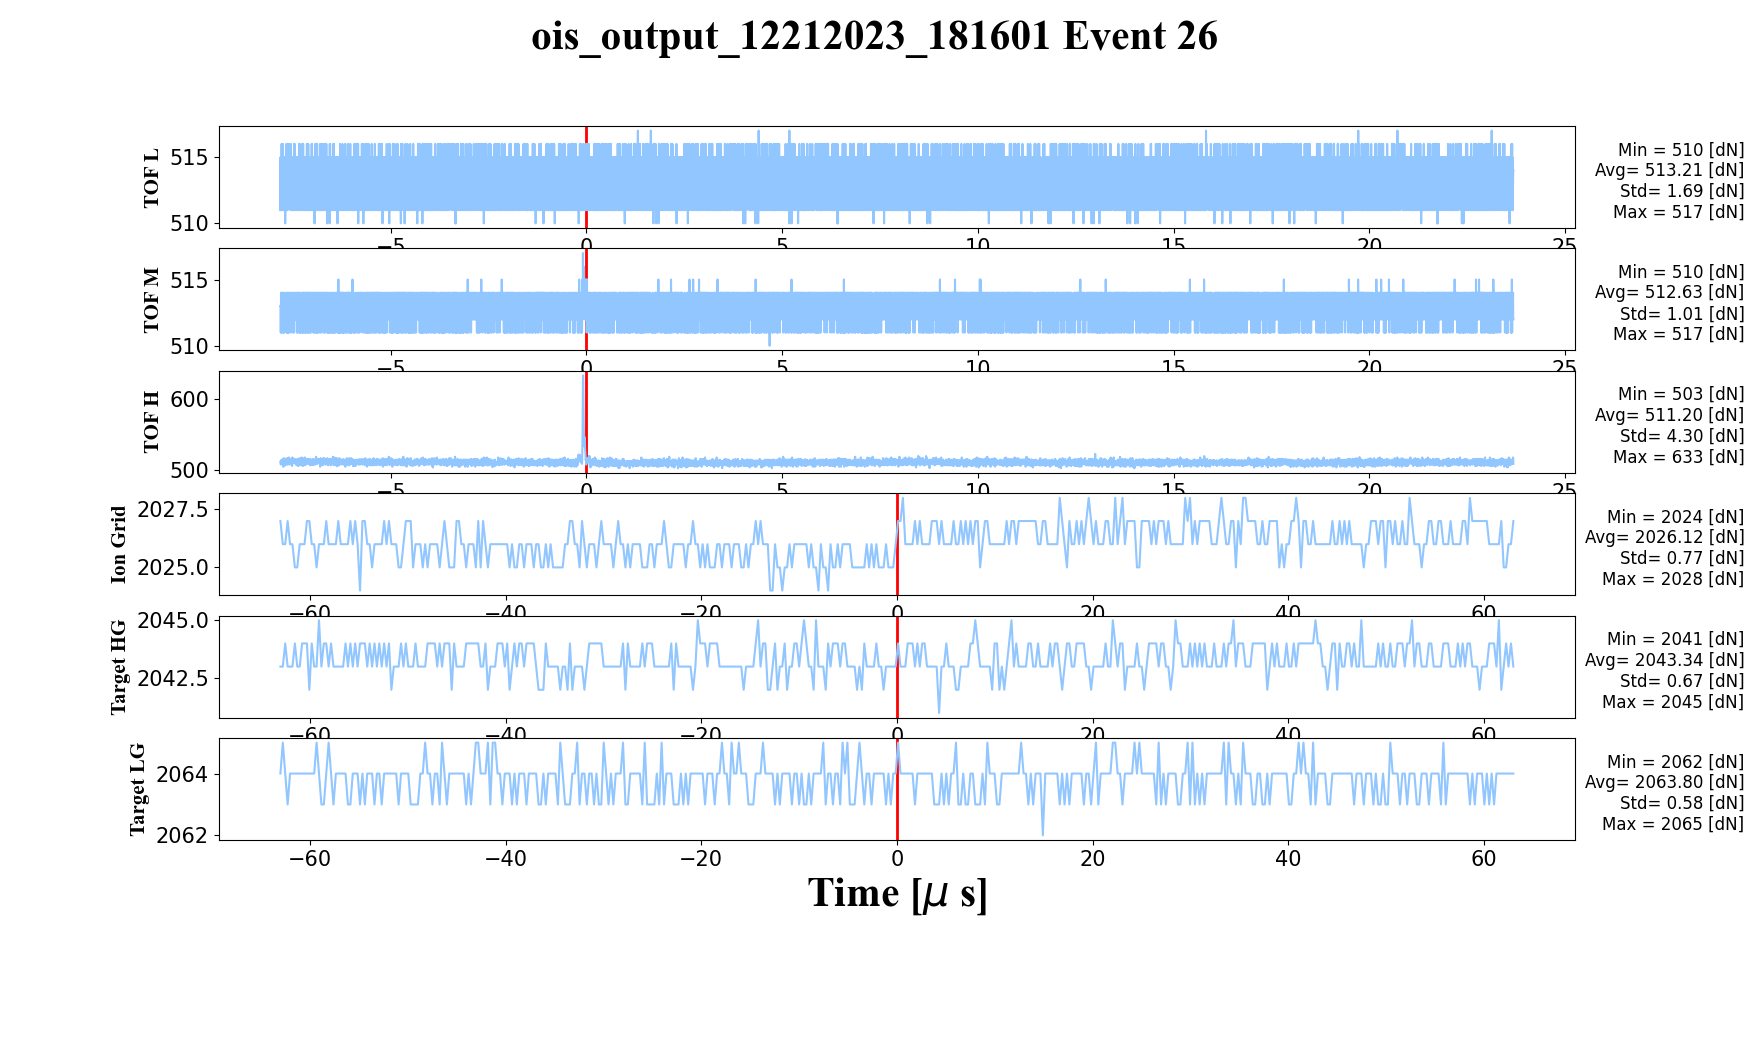 ois_output_12212023_181601 Event 26
TOF L
515
510
Min = 510 [dN]
Avg= 513.21 [dN]
Std= 1.69 [dN]
Max = 517 [dN]
−5 0 5 10 15 20 25
TOF M
515
510
Min = 510 [dN]
Avg= 512.63 [dN]
Std= 1.01 [dN]
Max = 517 [dN]
−5 0 5 10 15 20 25
TOF H
600
500
Min = 503 [dN]
Avg= 511.20 [dN]
Std= 4.30 [dN]
Max = 633 [dN]
−5 0 5 10 15 20 25
Ion Grid
2027.5
2025.0
Min = 2024 [dN]
Avg= 2026.12 [dN]
Std= 0.77 [dN]
Max = 2028 [dN]
−60 −40 −20 0 20 40 60
Target HG
2045.0
2042.5
Min = 2041 [dN]
Avg= 2043.34 [dN]
Std= 0.67 [dN]
Max = 2045 [dN]
−60 −40 −20 0 20 40 60
Target LG
2064
2062
Min = 2062 [dN]
Avg= 2063.80 [dN]
Std= 0.58 [dN]
Max = 2065 [dN]
−60 −40 −20 0 20 40 60
Time [μ s]